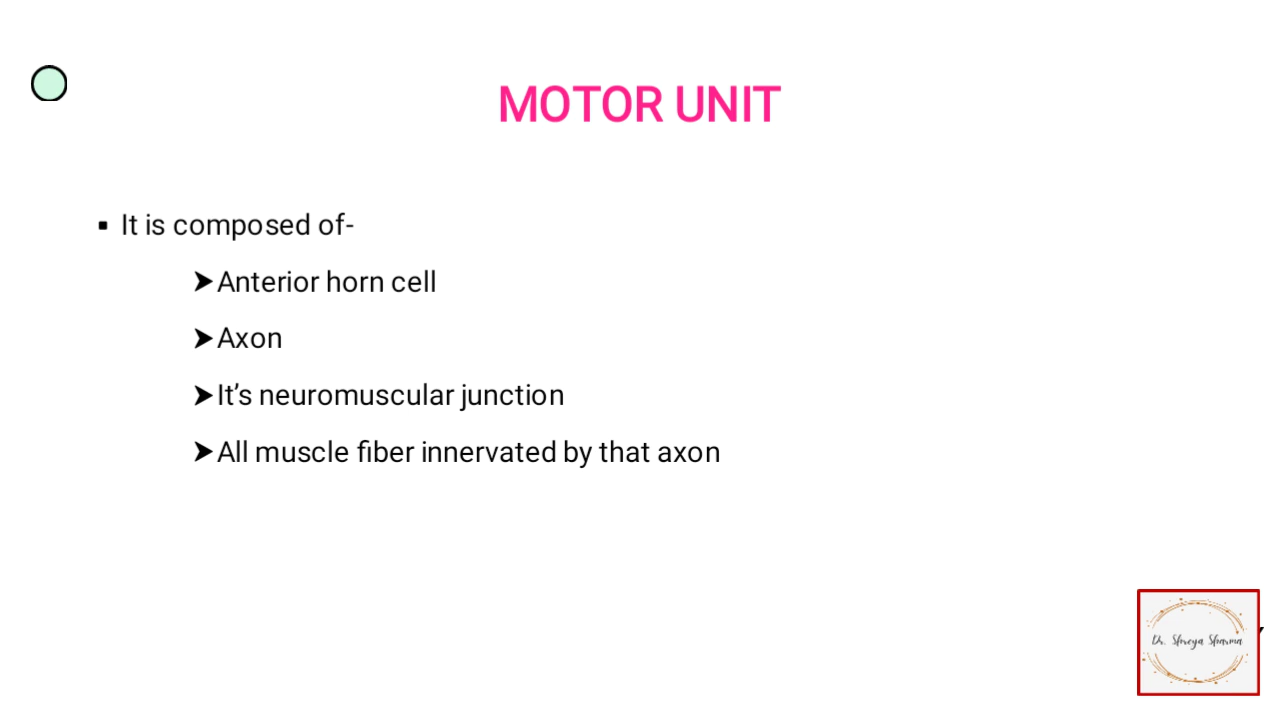 MOTOR UNIT
▪ It is composed of-
➤Anterior horn cell
➤Axon
➤It’s neuromuscular junction
➤All muscle fiber innervated by that axon
Dr. Shreya Sharma